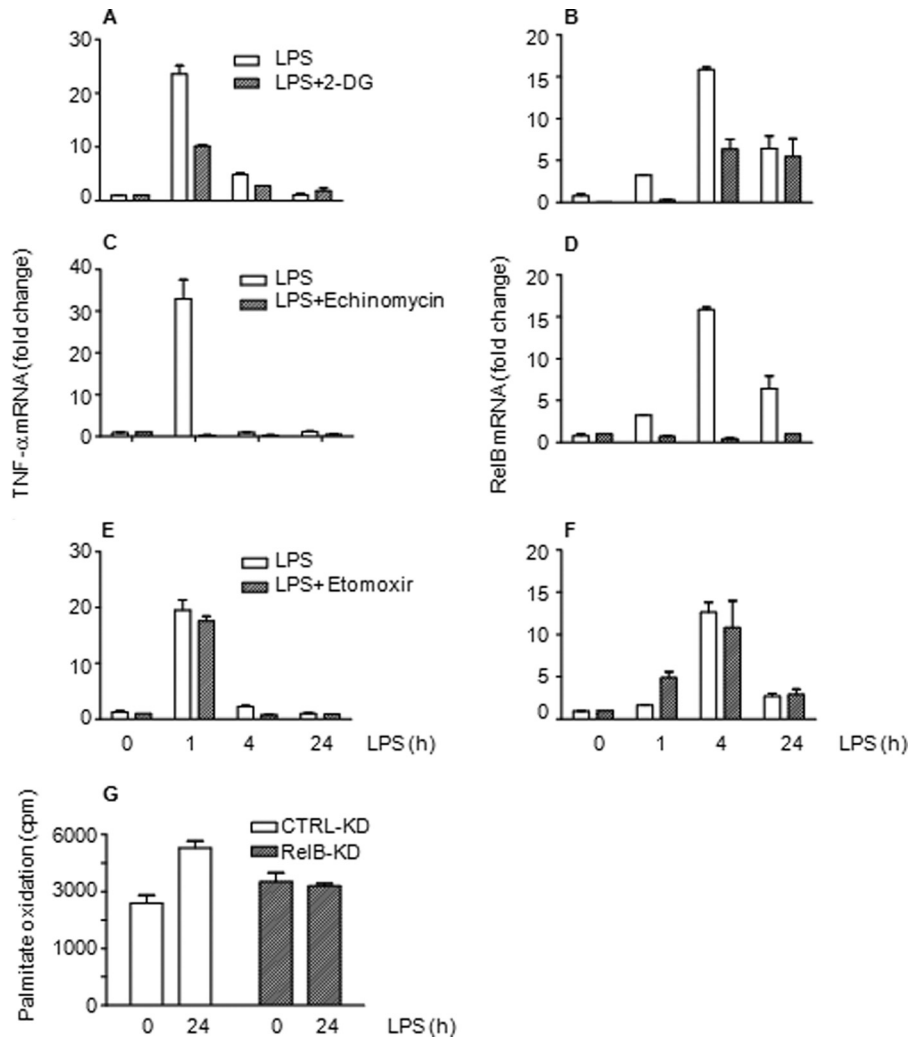 A
30
20
10
0
LPS
LPS+2-DG
B
20
15
10
5
0
C
40
30
20
10
0
LPS
LPS+Echinomycin
D
20
15
10
5
0
TNF-α mRNA (fold change)
RelB mRNA (fold change)
E
30
20
10
0
LPS
LPS+ Etomoxir
0 1 4 24 LPS (h)
F
20
15
10
5
0
0 1 4 24 LPS (h)
G
Palmitate oxidation (cpm)
6000
3000
1000
0
CTRL-KD
RelB-KD
0 24 0 24 LPS (h)